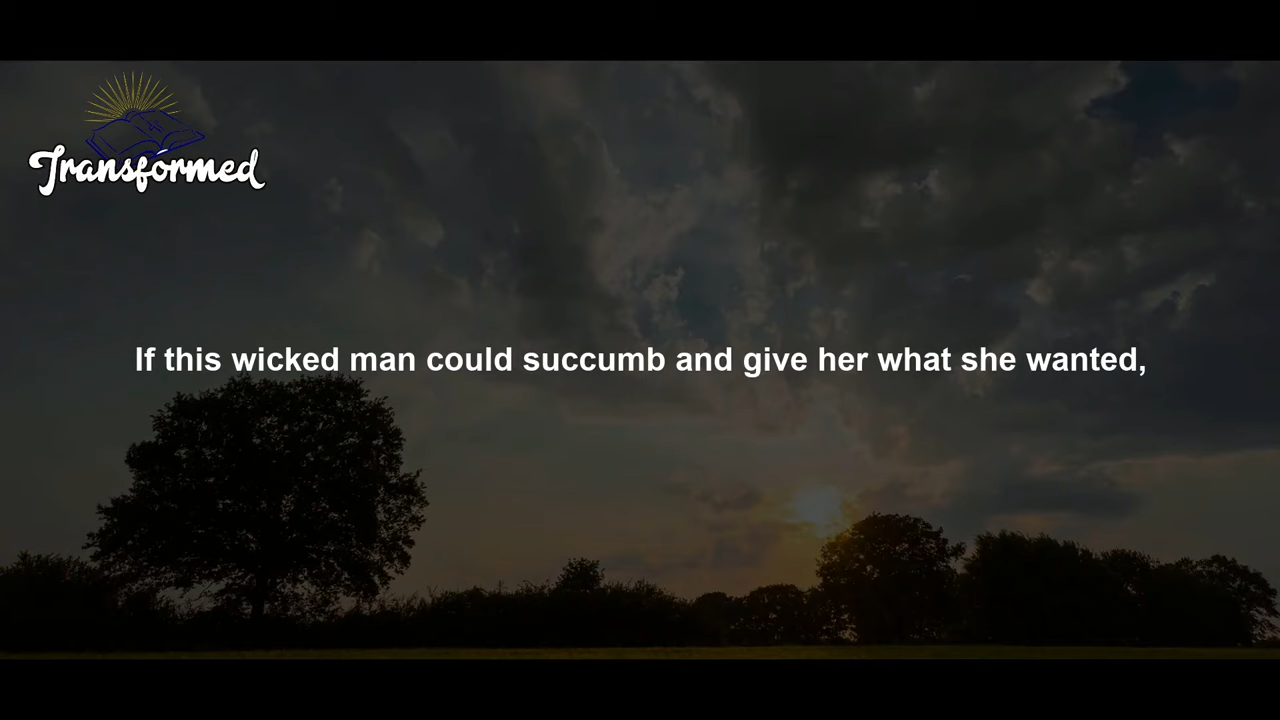 Transformed
If this wicked man could succumb and give her what she wanted,